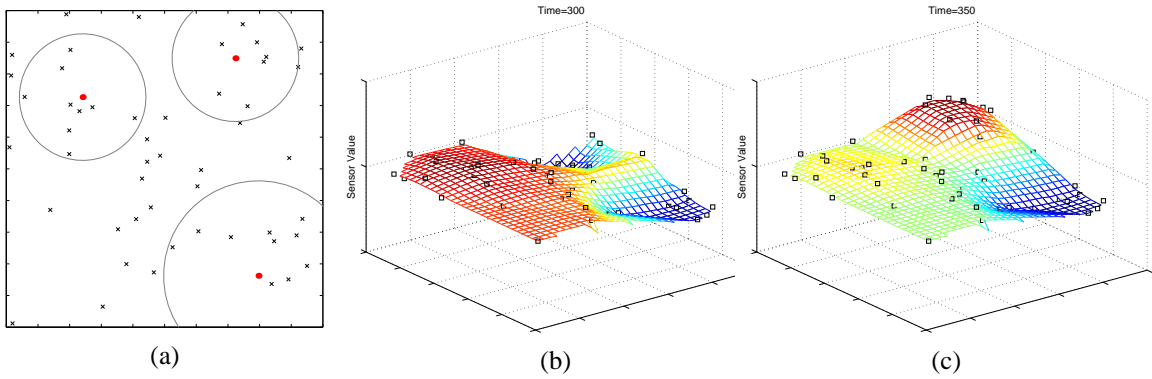 Time=300
Time=350
Sensor Value
Sensor Value
(a)
(b)
(c)